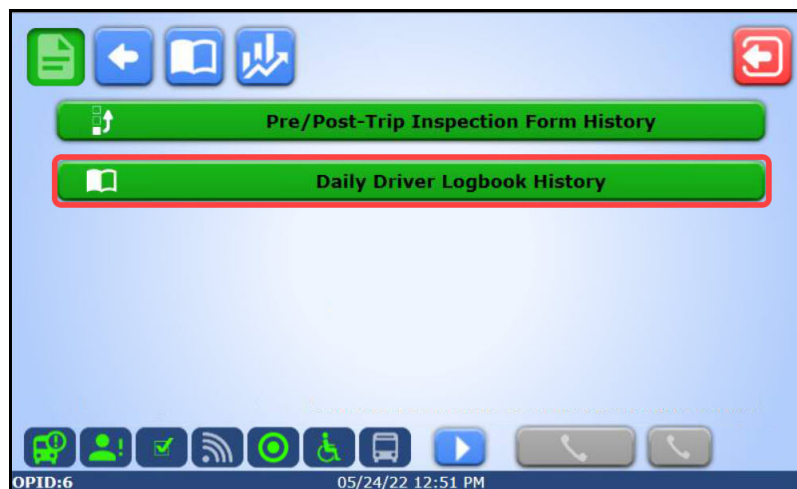 Pre/Post-Trip Inspection Form History
Daily Driver Logbook History
OPID:6 05/24/22 12:51 PM